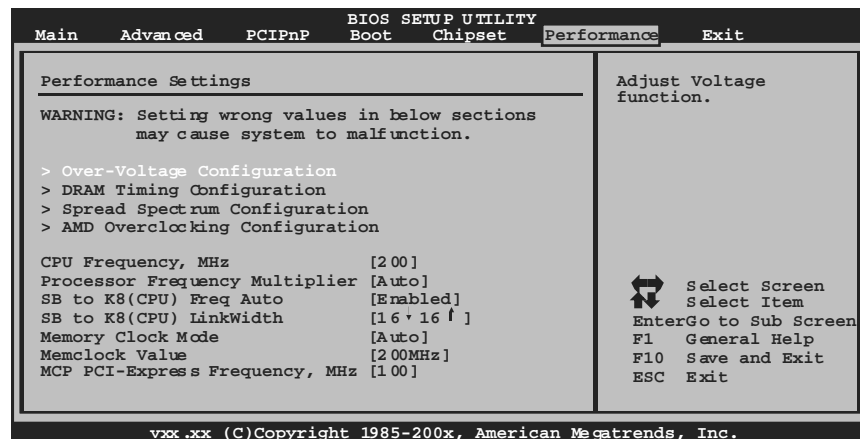 BIOS SETUP UTILITY
Main Advanced PCIPnP Boot Chipset Performance Exit
Performance Settings
WARNING: Setting wrong values in below sections
may cause system to malfunction.
> Over-Voltage Configuration
> DRAM Timing Configuration
> Spread Spectrum Configuration
> AMD Overclocking Configuration
CPU Frequency, MHz [200]
Processor Frequency Multiplier [Auto]
SB to K8(CPU) Freq Auto [Enabled]
SB to K8(CPU) LinkWidth [16↓ 16↑ ]
Memory Clock Mode [Auto]
Memclock Value [200MHz]
MCP PCI-Express Frequency, MHz [100]
Adjust Voltage
function.
Select Screen
Select Item
Enter Go to Sub Screen
F1 General Help
F10 Save and Exit
ESC Exit
vxx.xx (C)Copyright 1985-200x, American Megatrends, Inc.